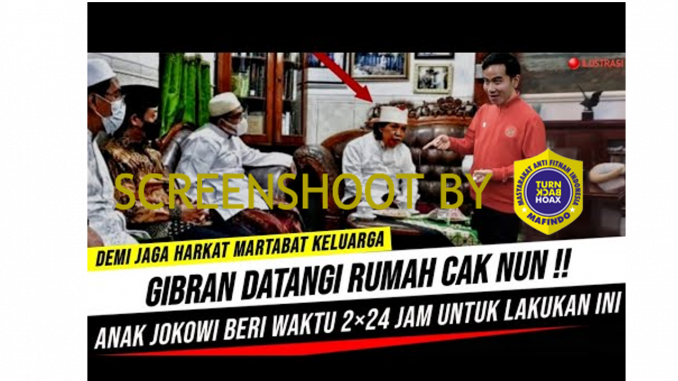 ILUSTRASI
SCREENSHOOT BY
MASYARAKAT ANTI FITNAH INDONESIA
TURN
BACK
HOAX
MAFINDO
DEMI JAGA HARKAT MARTABAT KELUARGA
GIBRAN DATANGI RUMAH CAK NUN !!
ANAK JOKOWI BERI WAKTU 2×24 JAM UNTUK LAKUKAN INI